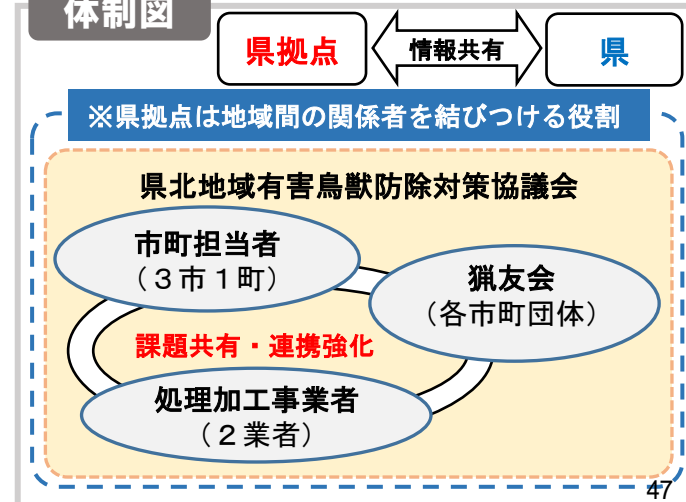 体制図
県拠点
情報共有
県
※県拠点は地域間の関係者を結びつける役割
県北地域有害鳥獣防除対策協議会
市町担当者
（３市１町）
猟友会
（各市町団体）
課題共有・連携強化
処理加工事業者
（２業者）
47